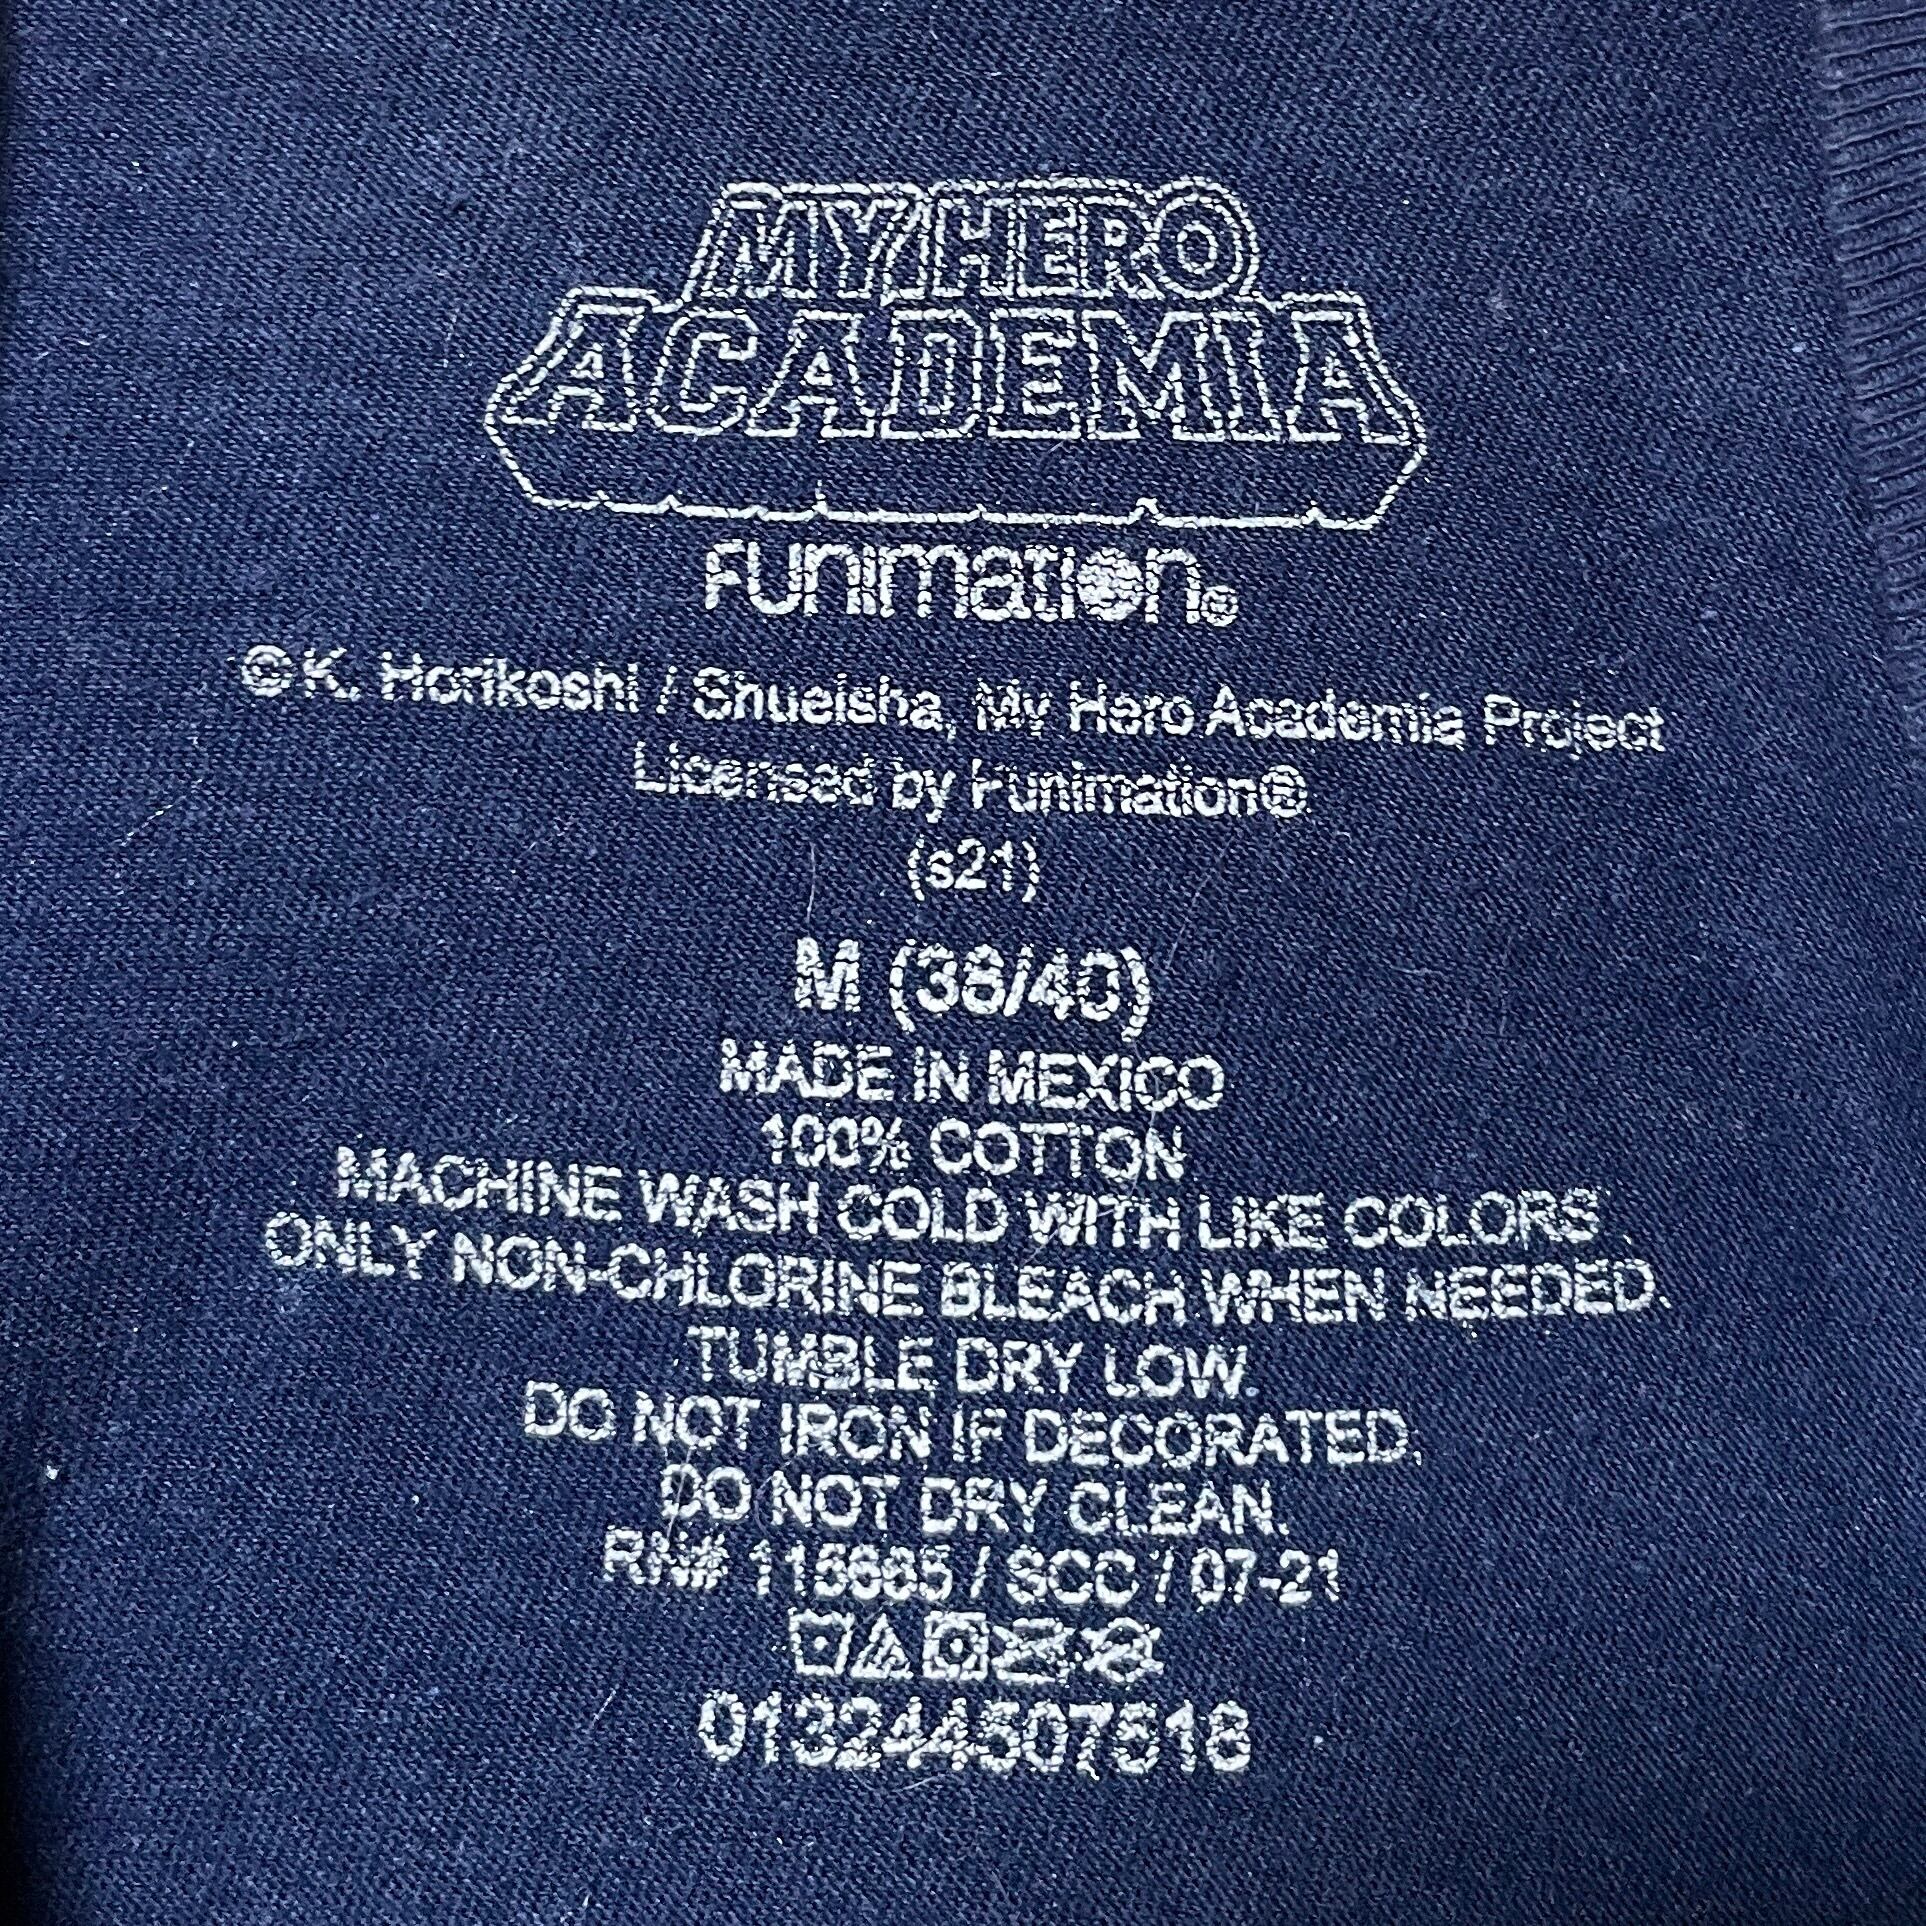 MY HERO
ACADEMIA
FUnimation®
©K. Horikoshi / Shueisha, My Hero Academia Project
Licensed by Funimation®
(s21)
M (38/40)
MADE IN MEXICO
100% COTTON
MACHINE WASH COLD WITH LIKE COLORS
ONLY NON-CHLORINE BLEACH WHEN NEEDED.
TUMBLE DRY LOW.
DO NOT IRON IF DECORATED.
DO NOT DRY CLEAN.
RN# / SCC / 07-21